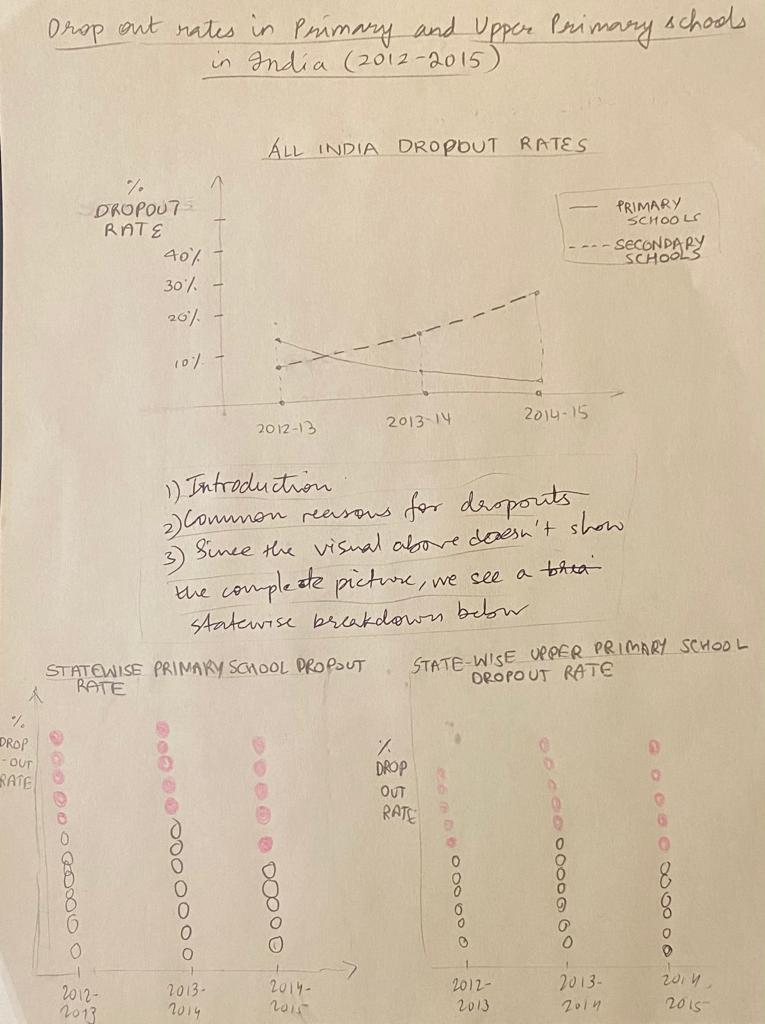 Drop out rates in Primary and Upper Primary schools
in India (2012-2015)
ALL INDIA DROPOUT RATES
%
DROPOUT
RATE
40%
30%
20%
10%
PRIMARY
SCHOOLS
SECONDARY
SCHOOLS
2012-13
2013-14
2014-15
1) Introduction
2) Common reasons for dropouts
3) Since the visual above doesn't show
the complete picture, we see a
statewise breakdown below
STATEWISE PRIMARY SCHOOL DROPOUT
RATE
%
DROP
-OUT
RATE
2012-
2013
2013-
2014
2014-
2015
STATE-WISE UPPER PRIMARY SCHOOL
DROPOUT RATE
%
DROP
OUT
RATE
2012-
2013
2013-
2014
2014
2015